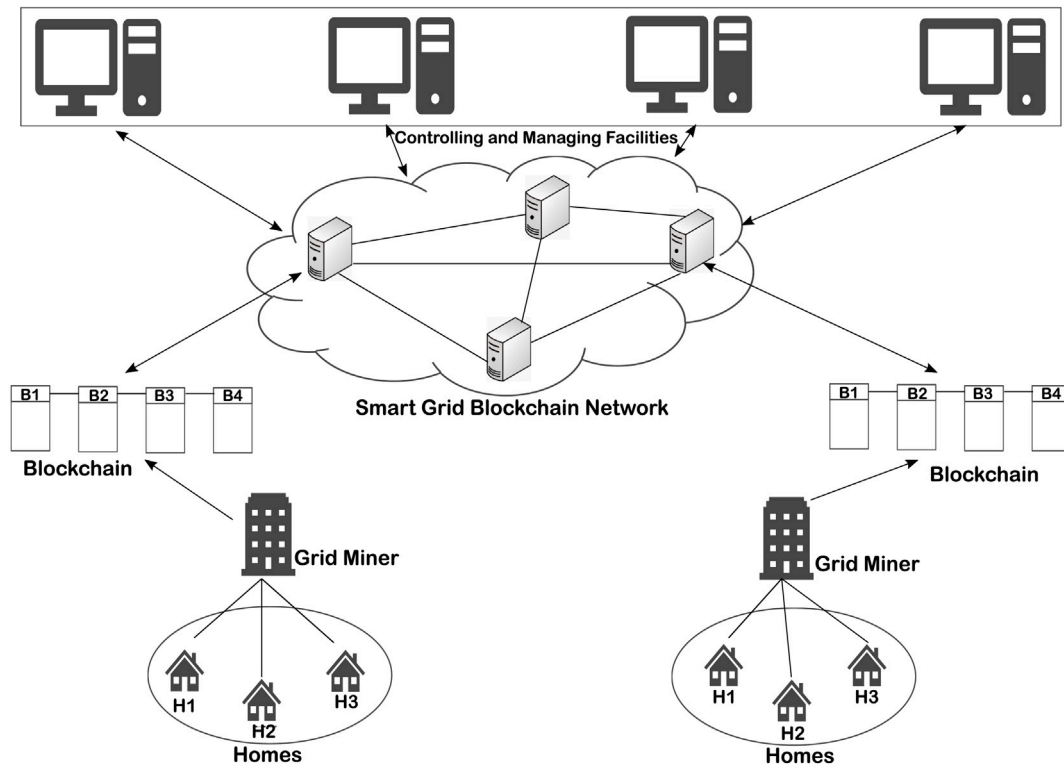 Controlling and Managing Facilities
B1 B2 B3 B4
B1 B2 B3 B4
Smart Grid Blockchain Network
Blockchain
Blockchain
Grid Miner
Grid Miner
H1 H2 H3
H1 H2 H3
Homes
Homes